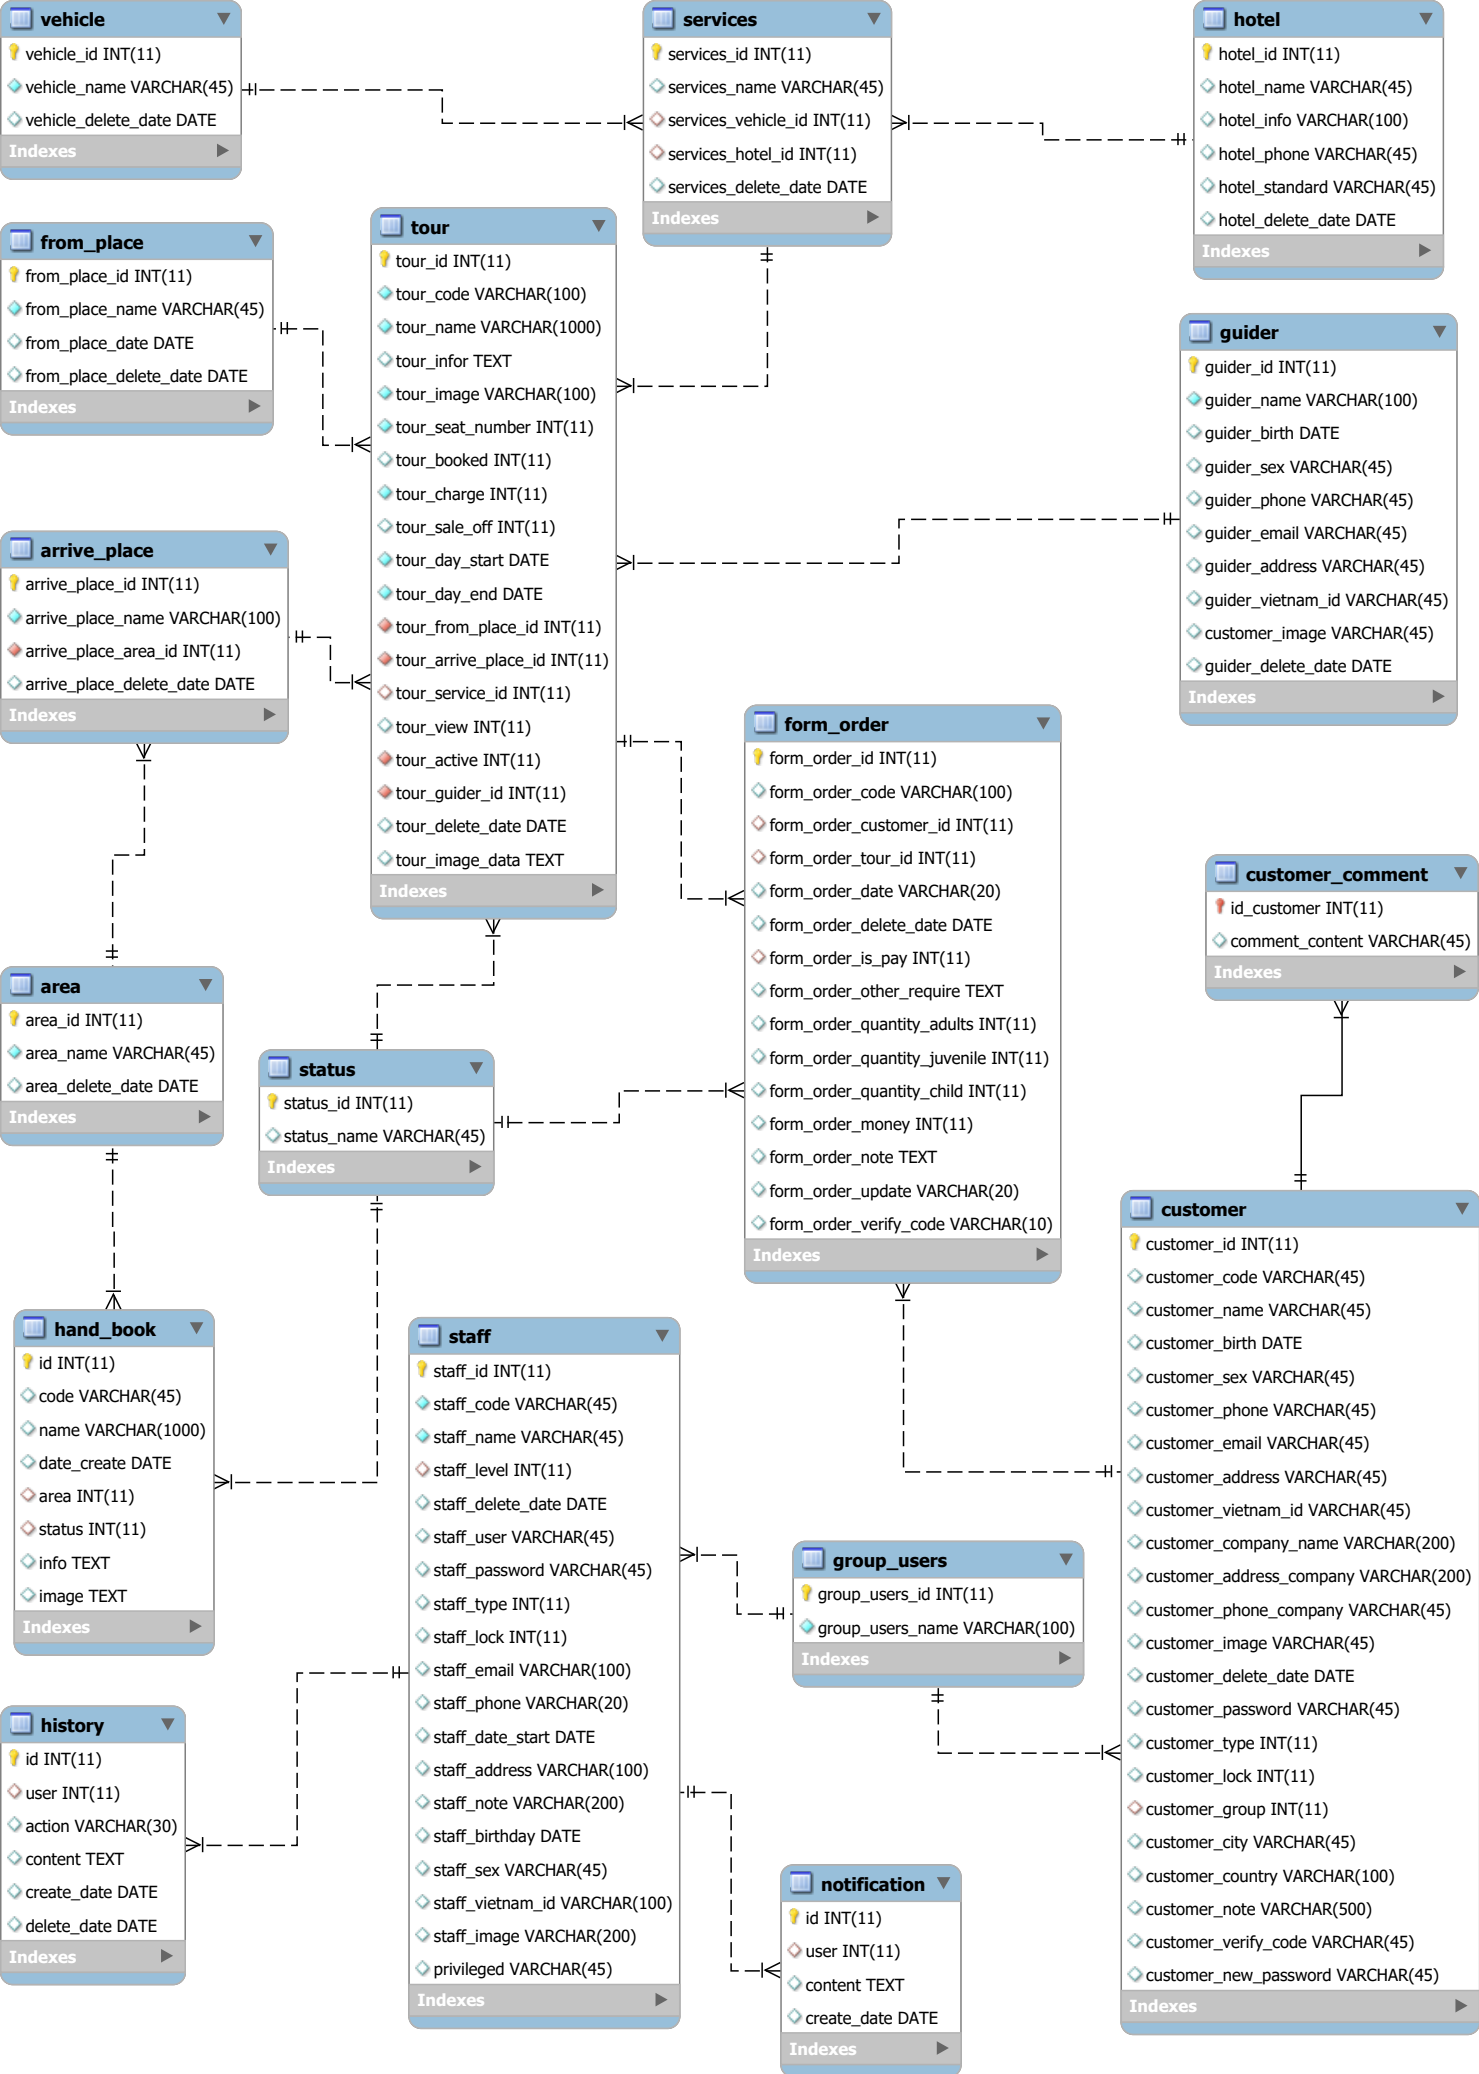 vehicle
vehicle_id INT(11)
vehicle_name VARCHAR(45)
vehicle_delete_date DATE
Indexes
services
services_id INT(11)
services_name VARCHAR(45)
services_vehicle_id INT(11)
services_hotel_id INT(11)
services_delete_date DATE
Indexes
hotel
hotel_id INT(11)
hotel_name VARCHAR(45)
hotel_info VARCHAR(100)
hotel_phone VARCHAR(45)
hotel_standard VARCHAR(45)
hotel_delete_date DATE
Indexes
from_place
from_place_id INT(11)
from_place_name VARCHAR(45)
from_place_date DATE
from_place_delete_date DATE
Indexes
tour
tour_id INT(11)
tour_code VARCHAR(100)
tour_name VARCHAR(1000)
tour_infor TEXT
tour_image VARCHAR(100)
tour_seat_number INT(11)
tour_booked INT(11)
tour_charge INT(11)
tour_sale_off INT(11)
tour_day_start DATE
tour_day_end DATE
tour_from_place_id INT(11)
tour_arrive_place_id INT(11)
tour_service_id INT(11)
tour_view INT(11)
tour_active INT(11)
tour_guider_id INT(11)
tour_delete_date DATE
tour_image_data TEXT
Indexes
guider
guider_id INT(11)
guider_name VARCHAR(100)
guider_birth DATE
guider_sex VARCHAR(45)
guider_phone VARCHAR(45)
guider_email VARCHAR(45)
guider_address VARCHAR(45)
guider_vietnam_id VARCHAR(45)
customer_image VARCHAR(45)
guider_delete_date DATE
Indexes
arrive_place
arrive_place_id INT(11)
arrive_place_name VARCHAR(100)
arrive_place_area_id INT(11)
arrive_place_delete_date DATE
Indexes
form_order
form_order_id INT(11)
form_order_code VARCHAR(100)
form_order_customer_id INT(11)
form_order_tour_id INT(11)
form_order_date VARCHAR(20)
form_order_delete_date DATE
form_order_is_pay INT(11)
form_order_other_require TEXT
form_order_quantity_adults INT(11)
form_order_quantity_juvenile INT(11)
form_order_quantity_child INT(11)
form_order_money INT(11)
form_order_note TEXT
form_order_update VARCHAR(20)
form_order_verify_code VARCHAR(10)
Indexes
customer_comment
id_customer INT(11)
comment_content VARCHAR(45)
Indexes
area
area_id INT(11)
area_name VARCHAR(45)
area_delete_date DATE
Indexes
status
status_id INT(11)
status_name VARCHAR(45)
Indexes
customer
customer_id INT(11)
customer_code VARCHAR(45)
customer_name VARCHAR(45)
customer_birth DATE
customer_sex VARCHAR(45)
customer_phone VARCHAR(45)
customer_email VARCHAR(45)
customer_address VARCHAR(45)
customer_vietnam_id VARCHAR(45)
customer_company_name VARCHAR(200)
customer_address_company VARCHAR(200)
customer_phone_company VARCHAR(45)
customer_image VARCHAR(45)
customer_delete_date DATE
customer_password VARCHAR(45)
customer_type INT(11)
customer_lock INT(11)
customer_group INT(11)
customer_city VARCHAR(45)
customer_country VARCHAR(100)
customer_note VARCHAR(500)
customer_verify_code VARCHAR(45)
customer_new_password VARCHAR(45)
Indexes
hand_book
id INT(11)
code VARCHAR(45)
name VARCHAR(1000)
date_create DATE
area INT(11)
status INT(11)
info TEXT
image TEXT
Indexes
staff
staff_id INT(11)
staff_code VARCHAR(45)
staff_name VARCHAR(45)
staff_level INT(11)
staff_delete_date DATE
staff_user VARCHAR(45)
staff_password VARCHAR(45)
staff_type INT(11)
staff_lock INT(11)
staff_email VARCHAR(100)
staff_phone VARCHAR(20)
staff_date_start DATE
staff_address VARCHAR(100)
staff_note VARCHAR(200)
staff_birthday DATE
staff_sex VARCHAR(45)
staff_vietnam_id VARCHAR(100)
staff_image VARCHAR(200)
privileged VARCHAR(45)
Indexes
group_users
group_users_id INT(11)
group_users_name VARCHAR(100)
Indexes
history
id INT(11)
user INT(11)
action VARCHAR(30)
content TEXT
create_date DATE
delete_date DATE
Indexes
notification
id INT(11)
user INT(11)
content TEXT
create_date DATE
Indexes